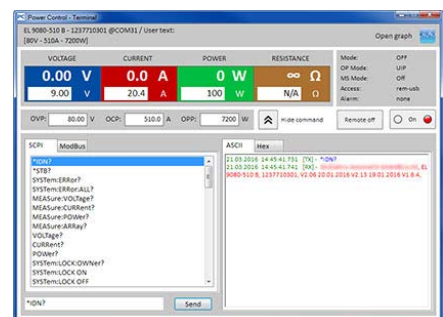 Power Control - Terminal
EL 9080-510 B - 1237710301 @COM31 / User text:
[80V - 510A - 7200W]
Open graph
VOLTAGE CURRENT POWER RESISTANCE
0.00 V 0.0 A 0 W ∞ Ω
9.00 V 20.4 A 100 W N/A Ω
Mode: OFF
OP Mode: UIP
MS Mode: Off
Access: rem-usb
Alarm: none
OVP: 80.00 V OCP: 510.0 A OPP: 7200 W Hide command Remote off On
SCPI ModBus
*IDN?
*STB?
SYSTem:ERRor?
SYSTem:ERRor:ALL?
MEASure:VOLTage?
MEASure:CURRent?
MEASure:POWer?
MEASure:ARRay?
VOLTage?
CURRent?
POWer?
SYSTem:LOCK:OWNer?
SYSTem:LOCK ON
SYSTem:LOCK OFF
*IDN? Send
ASCII Hex
21.03.2016 14:45:41.731 [TX] - *IDN?
21.03.2016 14:45:41.741 [RX] - EL
9080-510 B, 1237710301, V2.06 20.01.2016 V2.15 19.01.2016 V1.6.4,